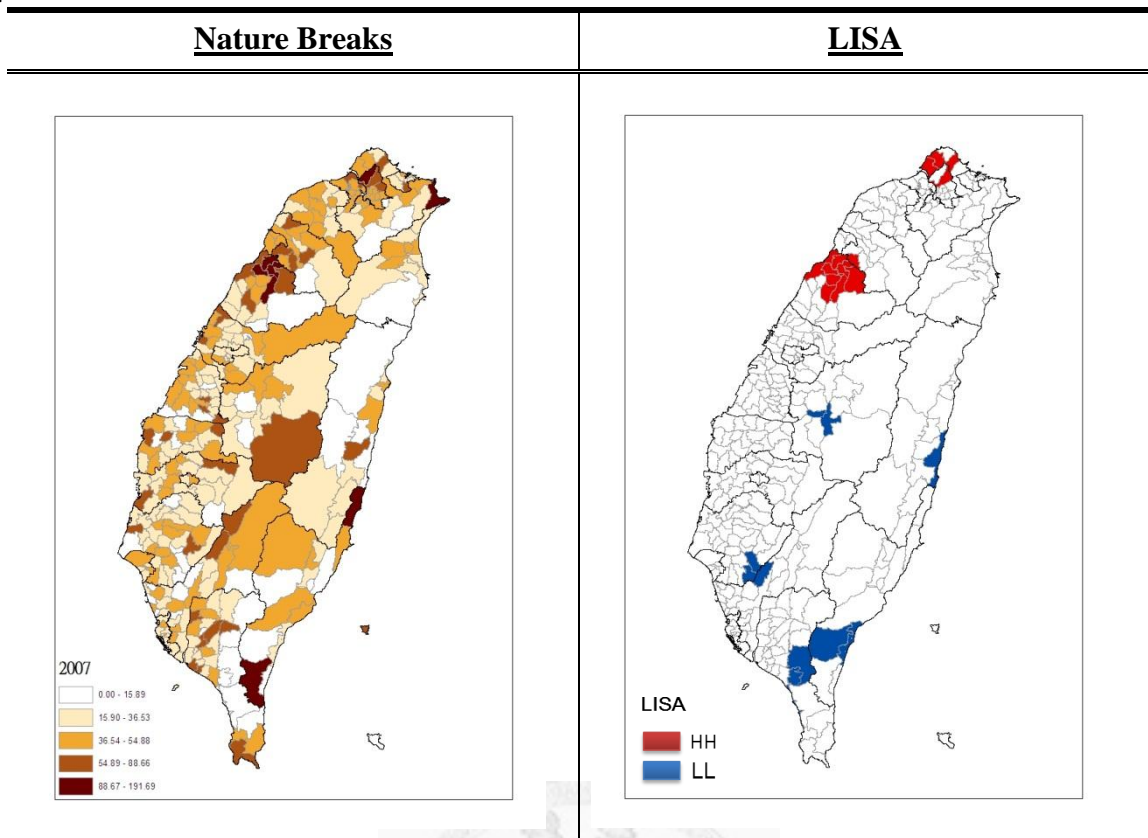 Nature Breaks
LISA
2007
0.00 - 15.89
15.90 - 36.53
36.54 - 54.88
54.89 - 88.66
88.67 - 191.69
LISA
HH
LL